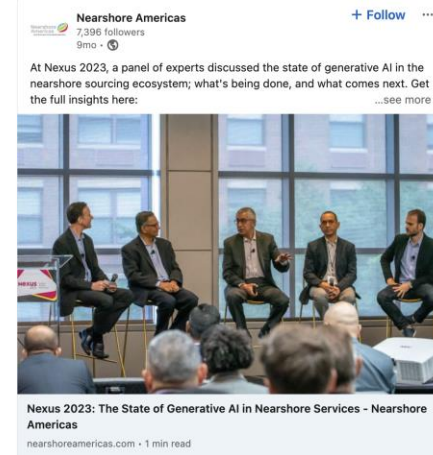 Nearshore Americas
+ Follow ...
7,396 followers
9mo •
At Nexus 2023, a panel of experts discussed the state of generative AI in the
nearshore sourcing ecosystem; what's being done, and what comes next. Get
the full insights here:
...see more
NEXUS
Nexus 2023: The State of Generative AI in Nearshore Services - Nearshore
Americas
nearshoreamericas.com • 1 min read